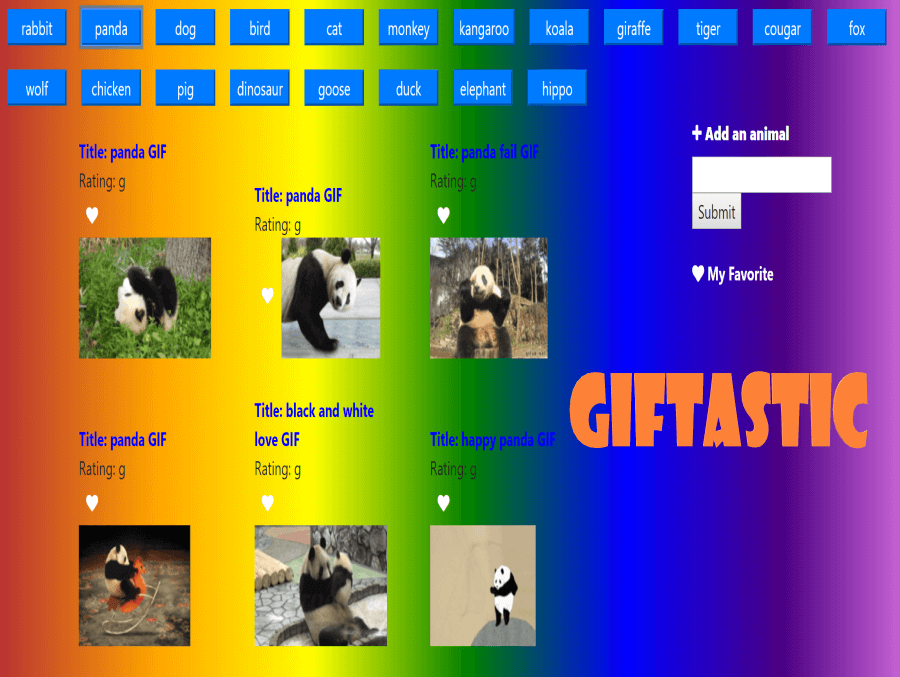 rabbit panda dog bird cat monkey kangaroo koala giraffe tiger cougar fox
wolf chicken pig dinosaur goose duck elephant hippo
Title: panda GIF
Rating: g
Title: panda GIF
Rating: g
Title: panda fail GIF
Rating: g
Title: panda GIF
Rating: g
Title: black and white
love GIF
Rating: g
Title: happy panda GIF
Rating: g
+ Add an animal
Submit
My Favorite
GIFTASTIC